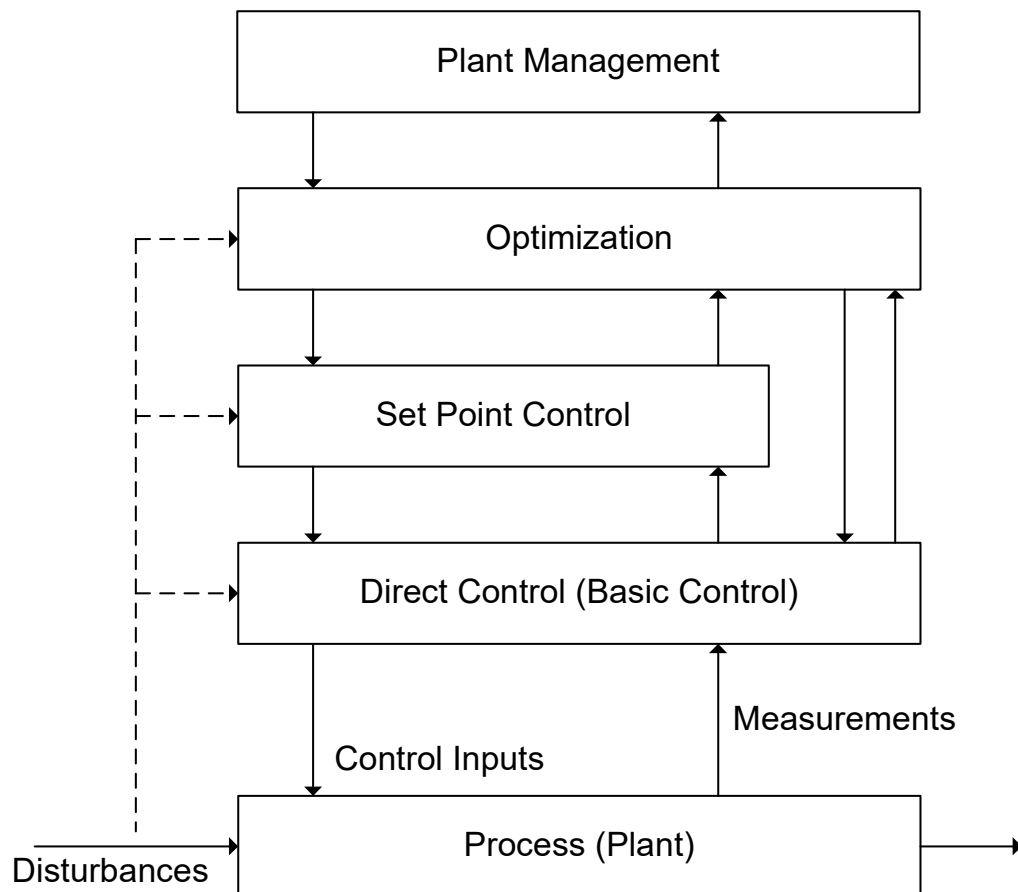 Plant Management
Optimization
Set Point Control
Direct Control (Basic Control)
Measurements
Control Inputs
Process (Plant)
Disturbances